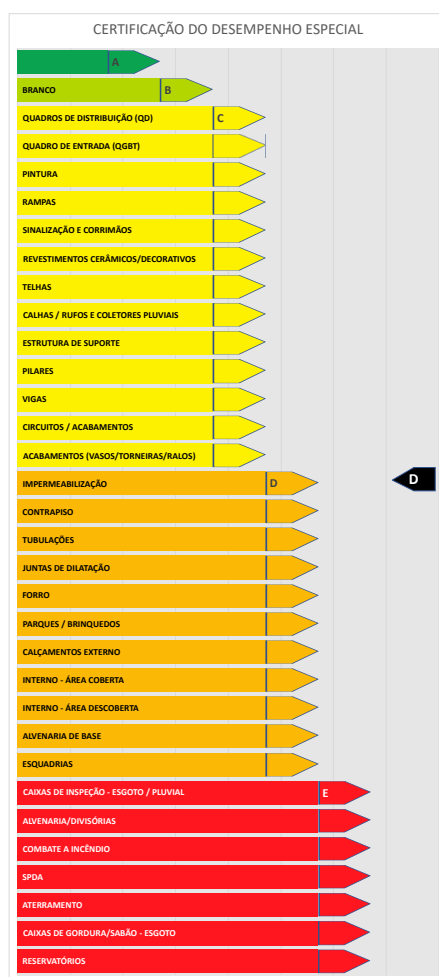 CERTIFICAÇÃO DO DESEMPENHO ESPECIAL
A
BRANCO B
QUADROS DE DISTRIBUIÇÃO (QD) C
QUADRO DE ENTRADA (QGBT)
PINTURA
RAMPAS
SINALIZAÇÃO E CORRIMÃOS
REVESTIMENTOS CERÂMICOS/DECORATIVOS
TELHAS
CALHAS / RUFOS E COLETORES PLUVIAIS
ESTRUTURA DE SUPORTE
PILARES
VIGAS
CIRCUITOS / ACABAMENTOS
ACABAMENTOS (VASOS/TORNEIRAS/RALOS)
IMPERMEABILIZAÇÃO D D
CONTRAPISO
TUBULAÇÕES
JUNTAS DE DILATAÇÃO
FORRO
PARQUES / BRINQUEDOS
CALÇAMENTOS EXTERNO
INTERNO - ÁREA COBERTA
INTERNO - ÁREA DESCOBERTA
ALVENARIA DE BASE
ESQUADRIAS
CAIXAS DE INSPEÇÃO - ESGOTO / PLUVIAL E
ALVENARIA/DIVISÓRIAS
COMBATE A INCÊNDIO
SPDA
ATERRAMENTO
CAIXAS DE GORDURA/SABÃO - ESGOTO
RESERVATÓRIOS